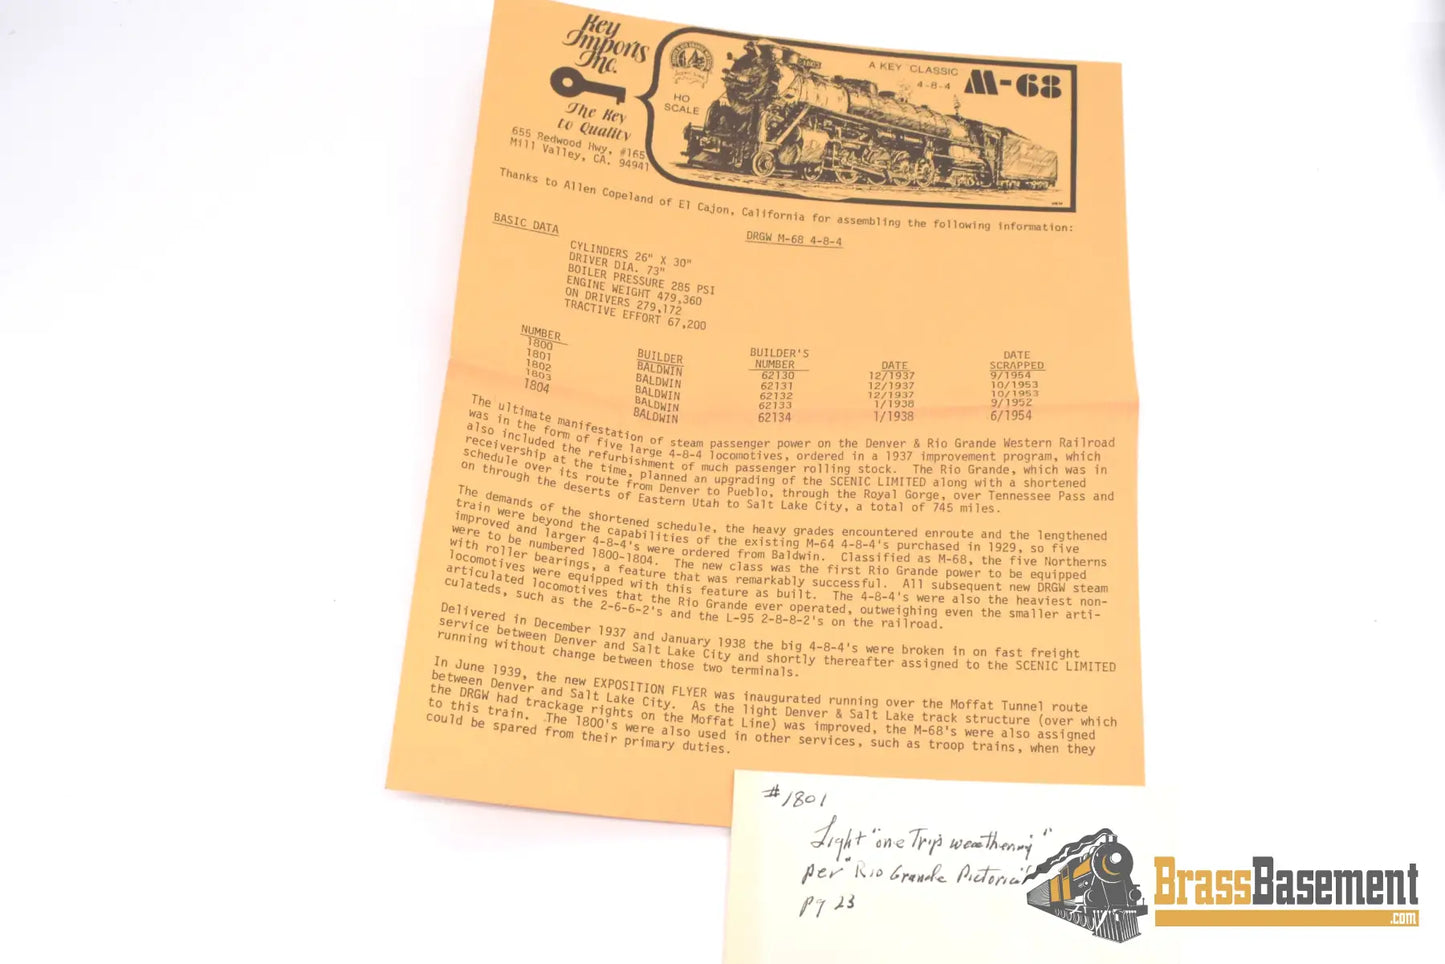 Key
Imports
Inc.
The Key
to Quality
655 Redwood Hwy, #165
Mill Valley, CA. 94941
HO
SCALE
A KEY CLASSIC
4-8-4
M-68
Thanks to Allen Copeland of El Cajon, California for assembling the following information:
BASIC DATA
DRGW M-68 4-8-4
CYLINDERS 26" X 30"
DRIVER DIA. 73"
BOILER PRESSURE 285 PSI
ENGINE WEIGHT 479,360
ON DRIVERS 279,172
TRACTIVE EFFORT 67,200
NUMBER BUILDER BUILDER'S NUMBER DATE DATE SCRAPPED
1800 BALDWIN 62130 12/1937 9/1954
1801 BALDWIN 62131 12/1937 10/1953
1802 BALDWIN 62132 12/1937 10/1953
1803 BALDWIN 62133 1/1938 9/1952
1804 BALDWIN 62134 1/1938 6/1954
The ultimate manifestation of steam passenger power on the Denver & Rio Grande Western Railroad
was in the form of five large 4-8-4 locomotives, ordered in a 1937 improvement program, which
also included the refurbishment of much passenger rolling stock. The Rio Grande, which was in
receivership at the time, planned an upgrading of the SCENIC LIMITED along with a shortened
schedule over its route from Denver to Pueblo, through the Royal Gorge, over Tennessee Pass and
on through the deserts of Eastern Utah to Salt Lake City, a total of 745 miles.
The demands of the shortened schedule, the heavy grades encountered enroute and the lengthened
train were beyond the capabilities of the existing M-64 4-8-4's purchased in 1929, so five
improved and larger 4-8-4's were ordered from Baldwin. Classified as M-68, the five Northerns
were to be numbered 1800-1804. The new class was the first Rio Grande power to be equipped
with roller bearings, a feature that was remarkably successful. All subsequent new DRGW steam
locomotives were equipped with this feature as built. The 4-8-4's were also the heaviest non-
articulated locomotives that the Rio Grande ever operated, outweighing even the smaller arti-
culateds, such as the 2-6-6-2's and the L-95 2-8-8-2's on the railroad.
Delivered in December 1937 and January 1938 the big 4-8-4's were broken in on fast freight
service between Denver and Salt Lake City and shortly thereafter assigned to the SCENIC LIMITED
running without change between those two terminals.
In June 1939, the new EXPOSITION FLYER was inaugurated running over the Moffat Tunnel route
between Denver and Salt Lake City. As the light Denver & Salt Lake track structure (over which
the DRGW had trackage rights on the Moffat Line) was improved, the M-68's were also assigned
to this train. The 1800's were also used in other services, such as troop trains, when they
could be spared from their primary duties.
#1801
Light "one Trip weathering"
per "Rio Grande Pictorial
pg 23
BrassBasement
.com